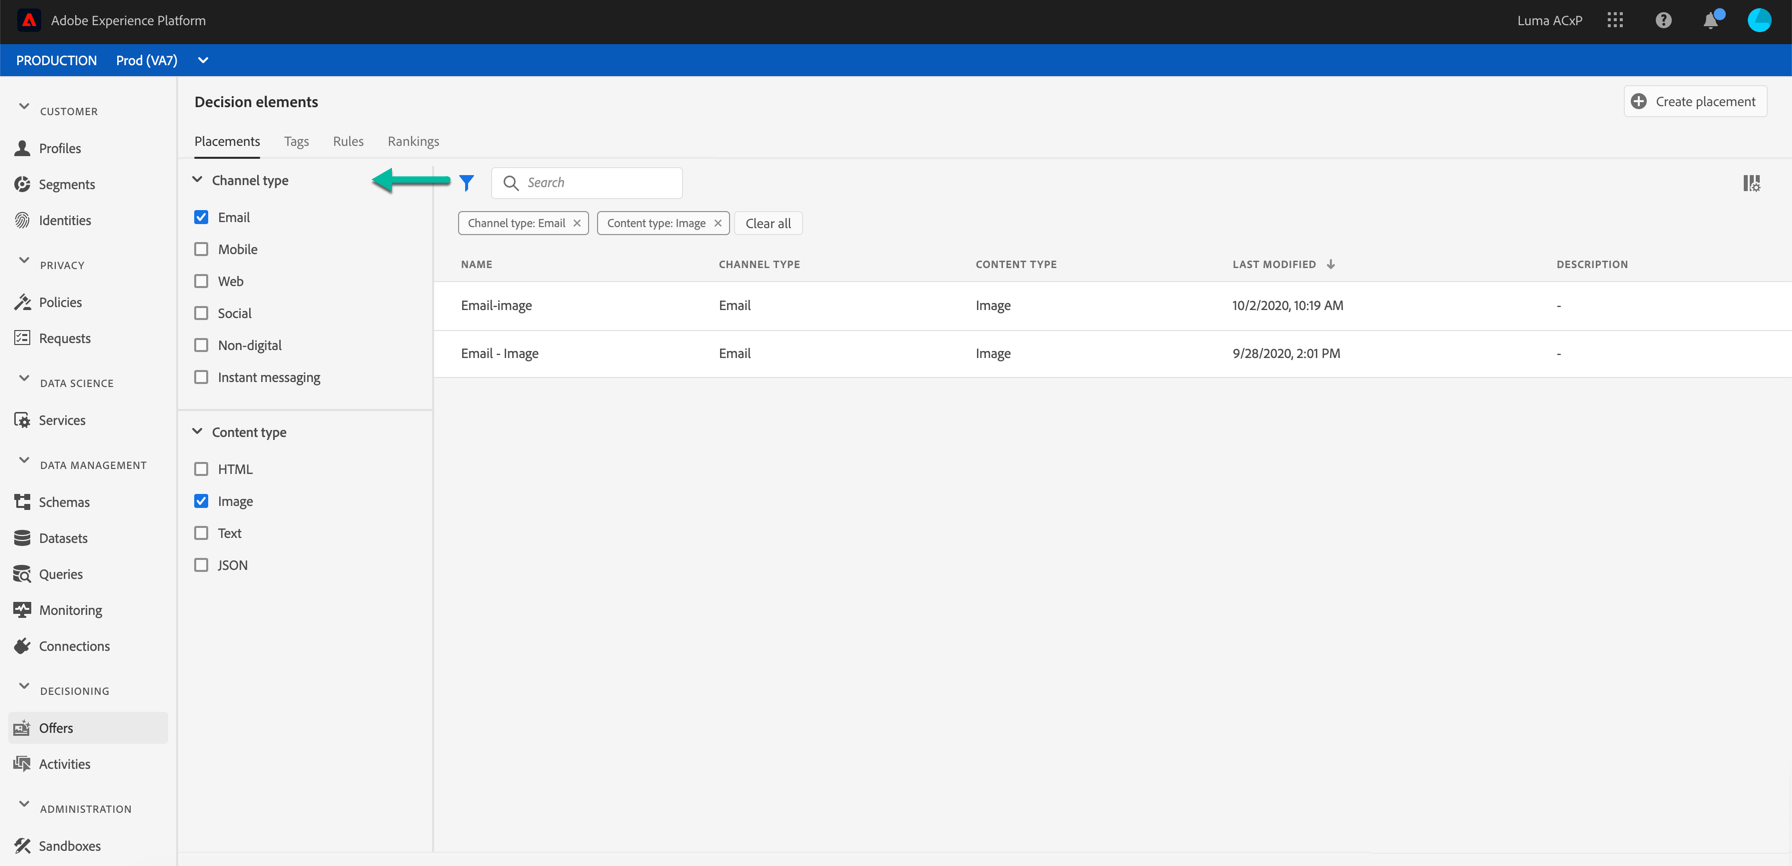 Adobe Experience Platform
Luma ACxP
PRODUCTION Prod (VA7)
CUSTOMER
Profiles
Segments
Identities
PRIVACY
Policies
Requests
DATA SCIENCE
Services
DATA MANAGEMENT
Schemas
Datasets
Queries
Monitoring
Connections
DECISIONING
Offers
Activities
ADMINISTRATION
Sandboxes
Decision elements
Create placement
Placements Tags Rules Rankings
Channel type
Email
Mobile
Web
Social
Non-digital
Instant messaging
Content type
HTML
Image
Text
JSON
Search
Channel type: Email Content type: Image Clear all
NAME CHANNEL TYPE CONTENT TYPE LAST MODIFIED DESCRIPTION
Email-image Email Image 10/2/2020, 10:19 AM -
Email - Image Email Image 9/28/2020, 2:01 PM -